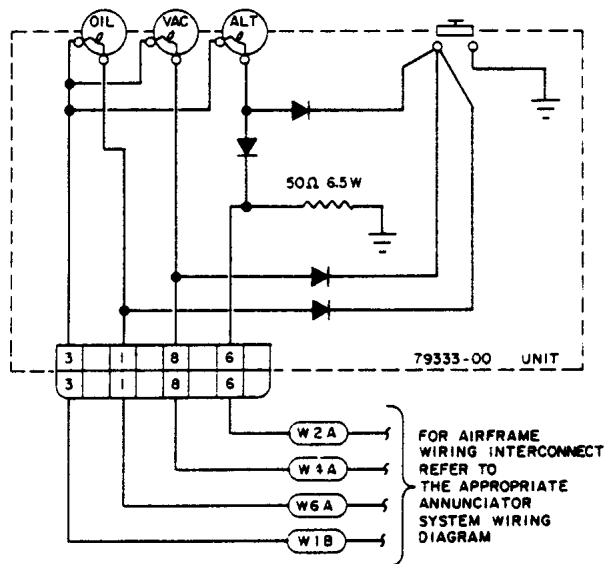 OIL
VAC
ALT
50Ω 6.5W
3 1 8 6
79333-00 UNIT
3 1 8 6
W2A
W4A
W6A
W1B
FOR AIRFRAME
WIRING INTERCONNECT
REFER TO
THE APPROPRIATE
ANNUNCIATOR
SYSTEM WIRING
DIAGRAM